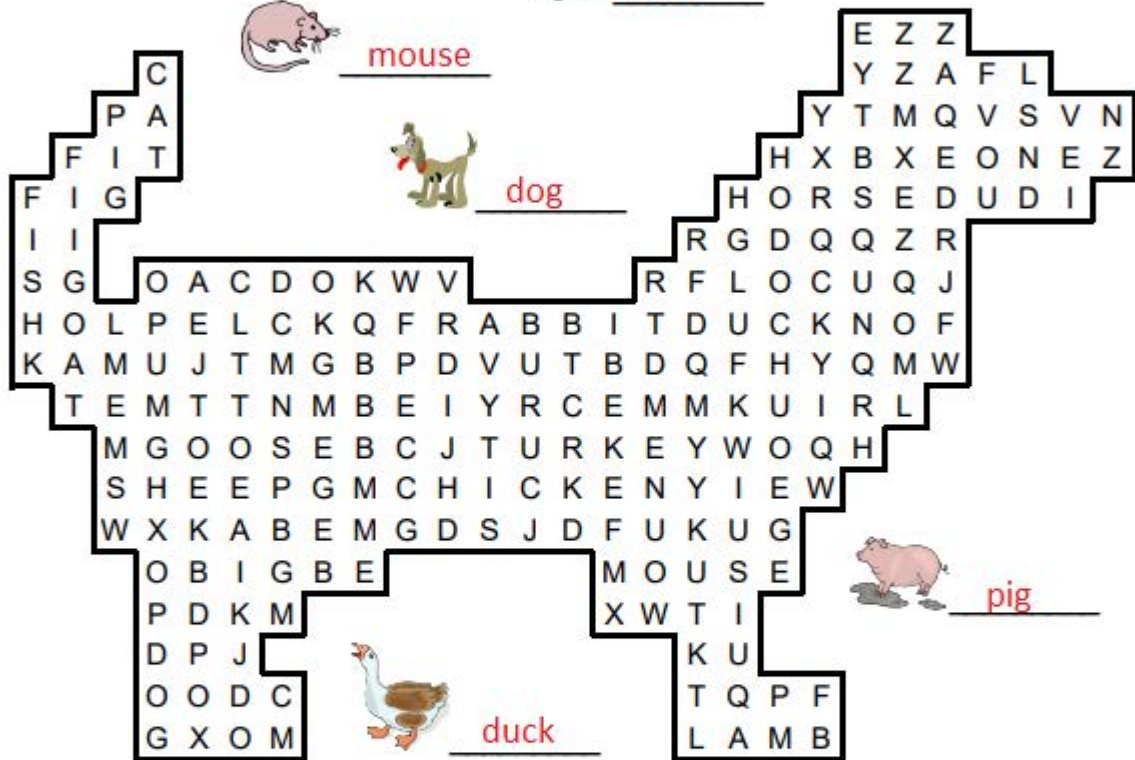 E Z Z
mouse
C Y Z A F L
P A Y T M Q V S V N
F I T H X B X E O N E Z
F I G dog H O R S E D U D I
I I R G D Q Q Z R
S G O A C D O K W V R F L O C U Q J
H O L P E L C K Q F R A B B I T D U C K N O F
K A M U J T M G B P D V U T B D Q F H Y Q M W
T E M T T N M B E I Y R C E M M K U I R L
M G O O S E B C J T U R K E Y W O Q H
S H E E P G M C H I C K E N Y I E W
W X K A B E M G D S J D F U K U G
O B I G B E M O U S E
P D K M X W T I pig
D P J K U
O O D C T Q P F
duck
G X O M L A M B